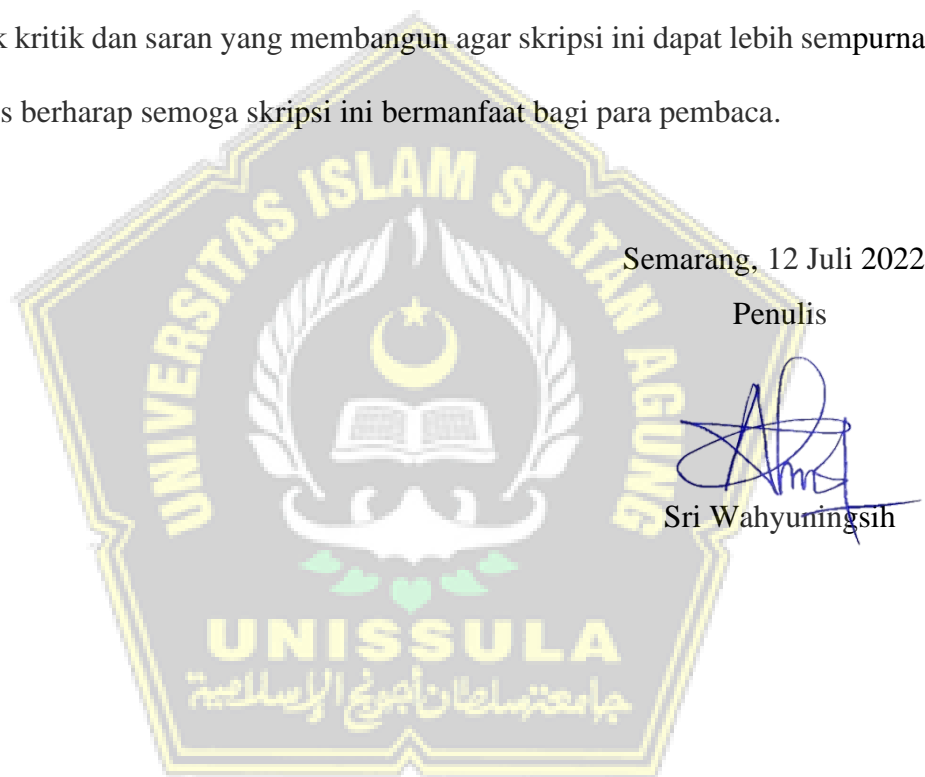 k kritik dan saran yang membangun agar skripsi ini dapat lebih sempurna
s berharap semoga skripsi ini bermanfaat bagi para pembaca.
UNIVERSITAS ISLAM SULTAN AGUNG
Semarang, 12 Juli 2022
Penulis
Sri Wahyuningsih
UNISSULA
جامعة سلطان أجونج الإسلامية